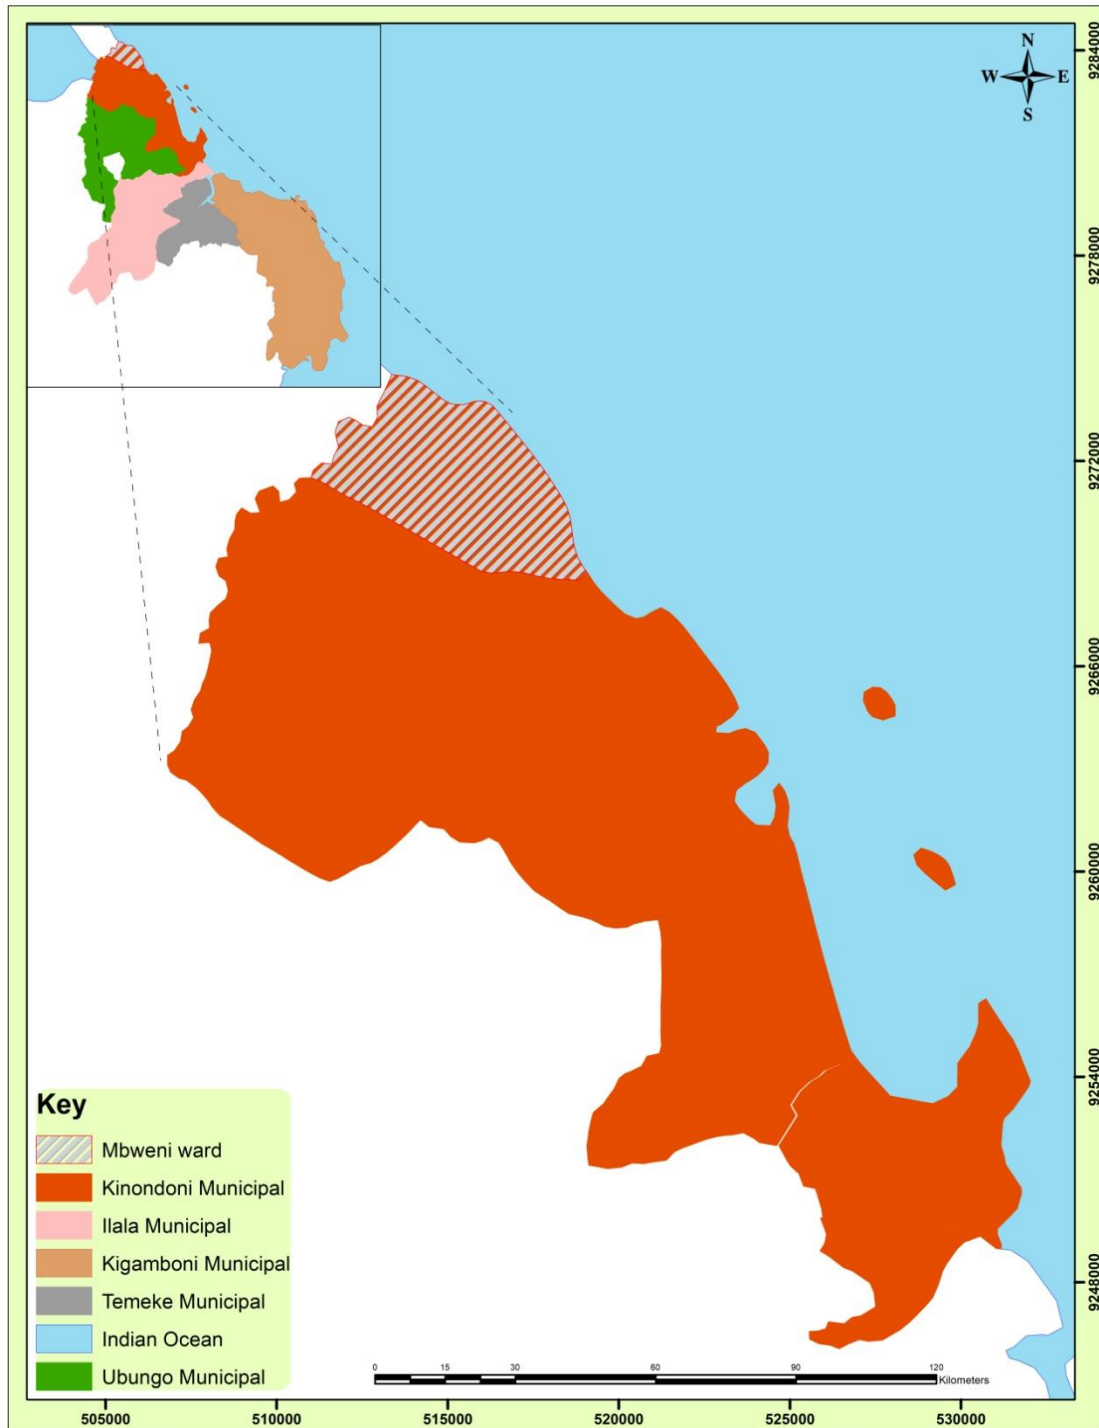 N
W E
S
9284000
9278000
9272000
9266000
9260000
9254000
9248000
Key
Mbweni ward
Kinondoni Municipal
Ilala Municipal
Kigamboni Municipal
Temeke Municipal
Indian Ocean
Ubungo Municipal
0 15 30 60 90 120
Kilometers
505000 510000 515000 520000 525000 530000